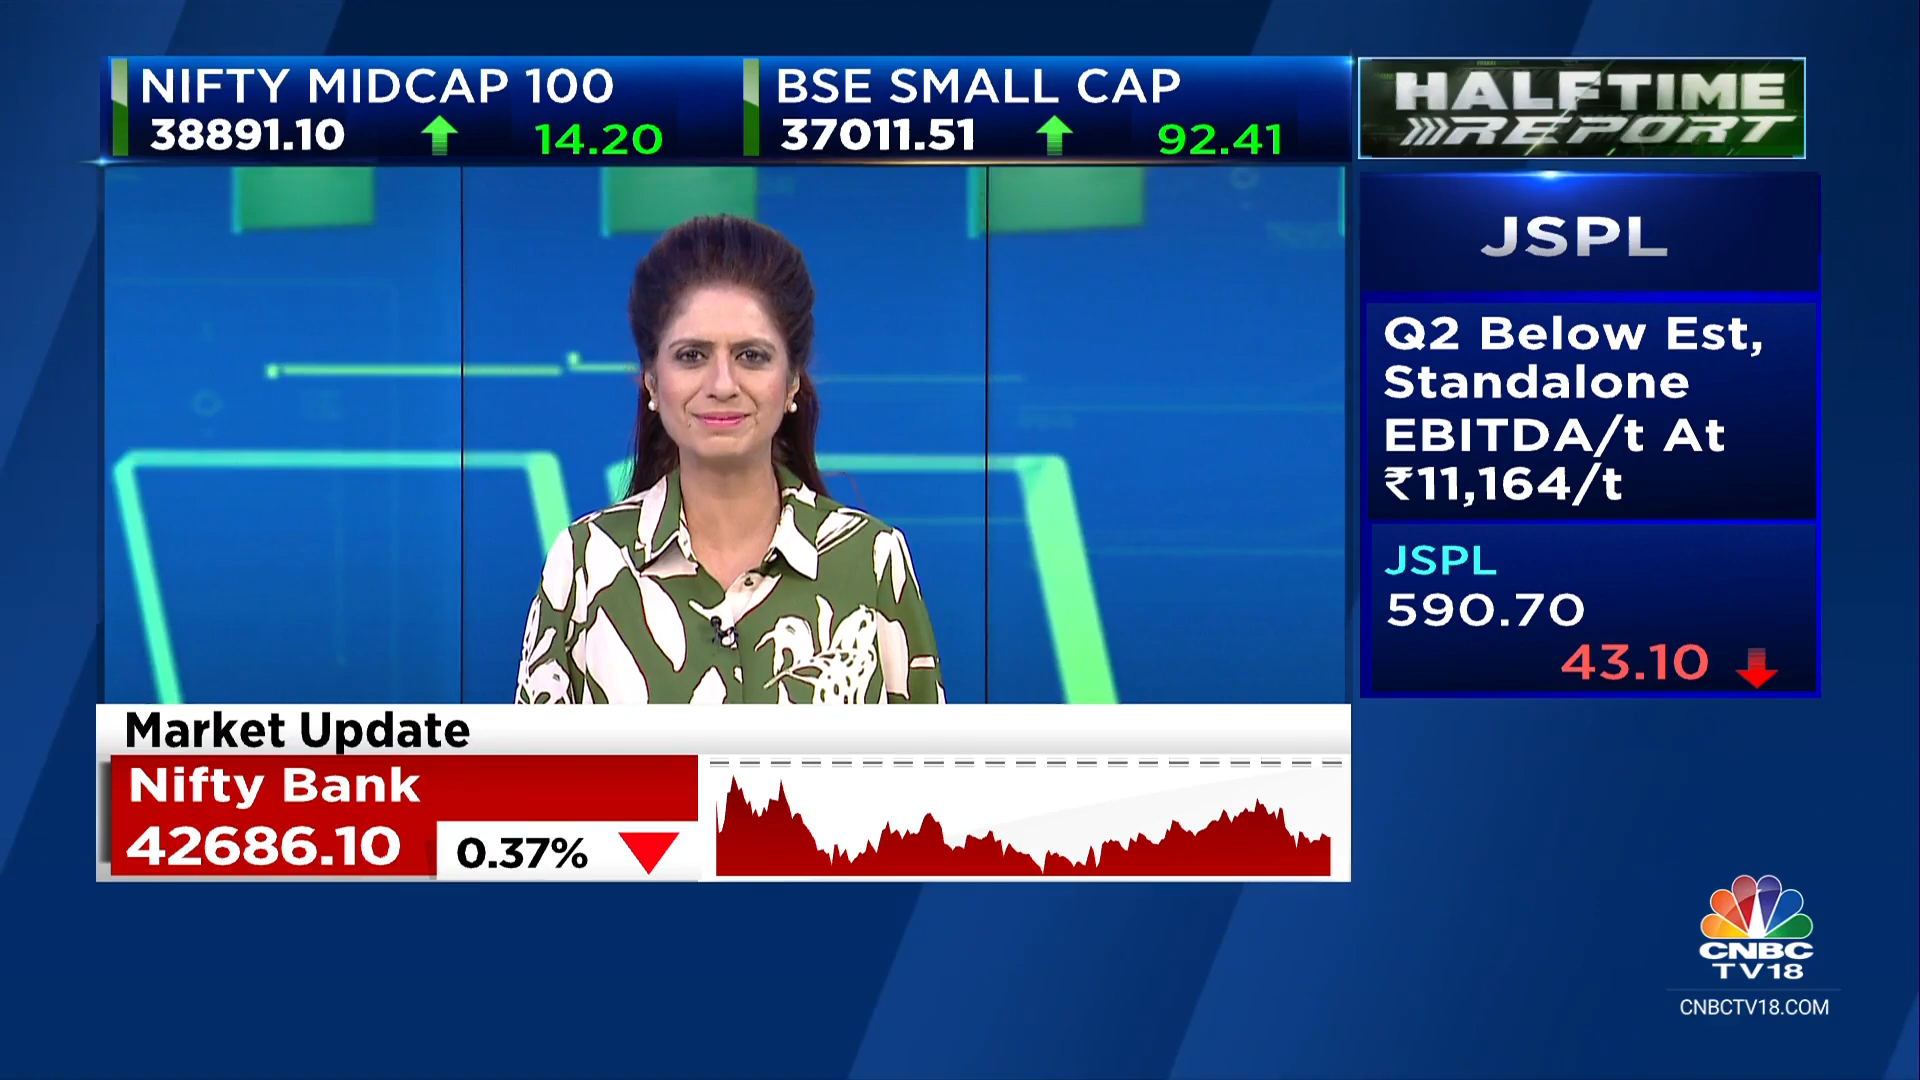 NIFTY MIDCAP 100
38891.10 14.20
BSE SMALL CAP
37011.51 92.41
HALFTIME
REPORT
JSPL
Q2 Below Est,
Standalone
EBITDA/t At
₹11,164/t
JSPL
590.70
43.10
Market Update
Nifty Bank
42686.10
0.37%
CNBC
TV18
CNBCTV18.COM